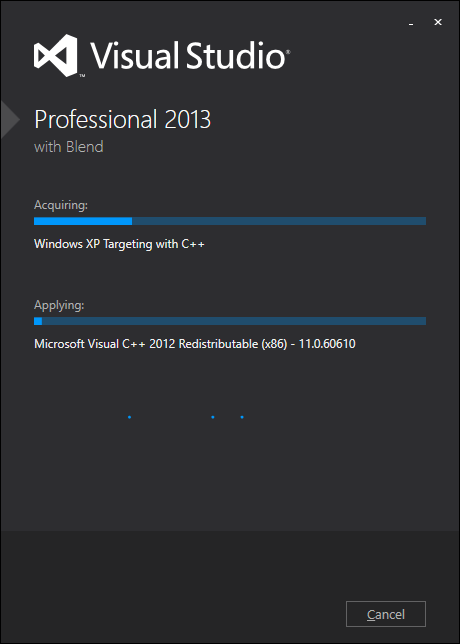 Visual Studio®
™
Professional 2013
with Blend
Acquiring:
Windows XP Targeting with C++
Applying:
Microsoft Visual C++ 2012 Redistributable (x86) - 11.0.60610
Cancel